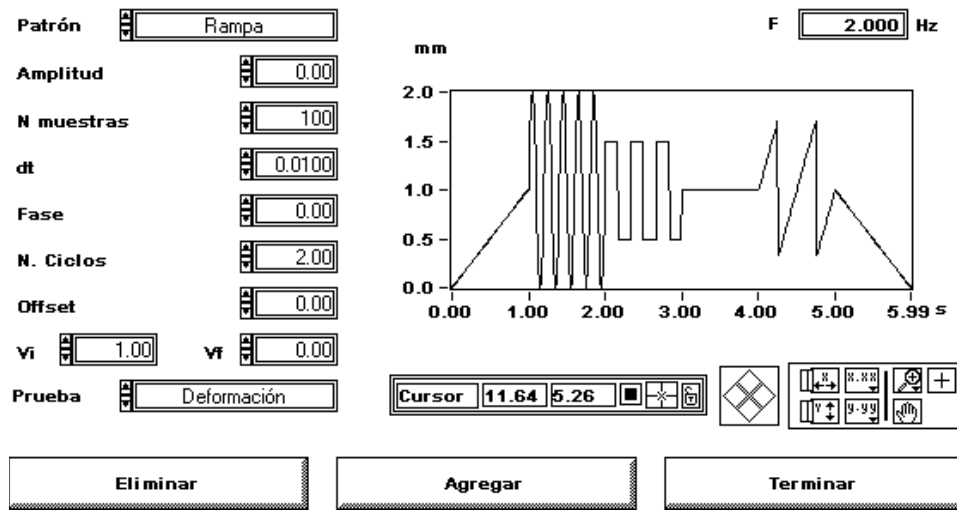 Patrón Rampa
F 2.000 Hz
mm
Amplitud 0.00
N muestras 100
dt 0.0100
Fase 0.00
N. Ciclos 2.00
Offset 0.00
Vi 1.00 Vf 0.00
Prueba Deformación
2.0
1.5
1.0
0.5
0.0
0.00 1.00 2.00 3.00 4.00 5.00 5.99 s
Cursor 11.64 5.26
X X.XX
Y y.yy
Eliminar Agregar Terminar